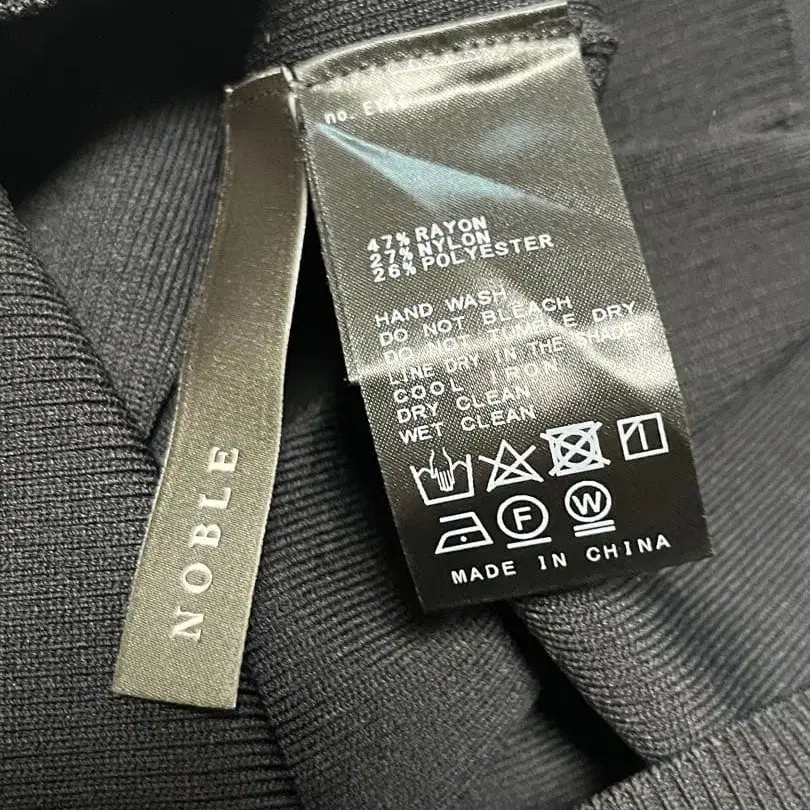 NOBLE
no.
47% RAYON
27% NYLON
26% POLYESTER
HAND WASH
DO NOT BLEACH
DO NOT TUMBLE DRY
LINE DRY IN THE SHADE
COOL IRON
DRY CLEAN
WET CLEAN
F W
MADE IN CHINA